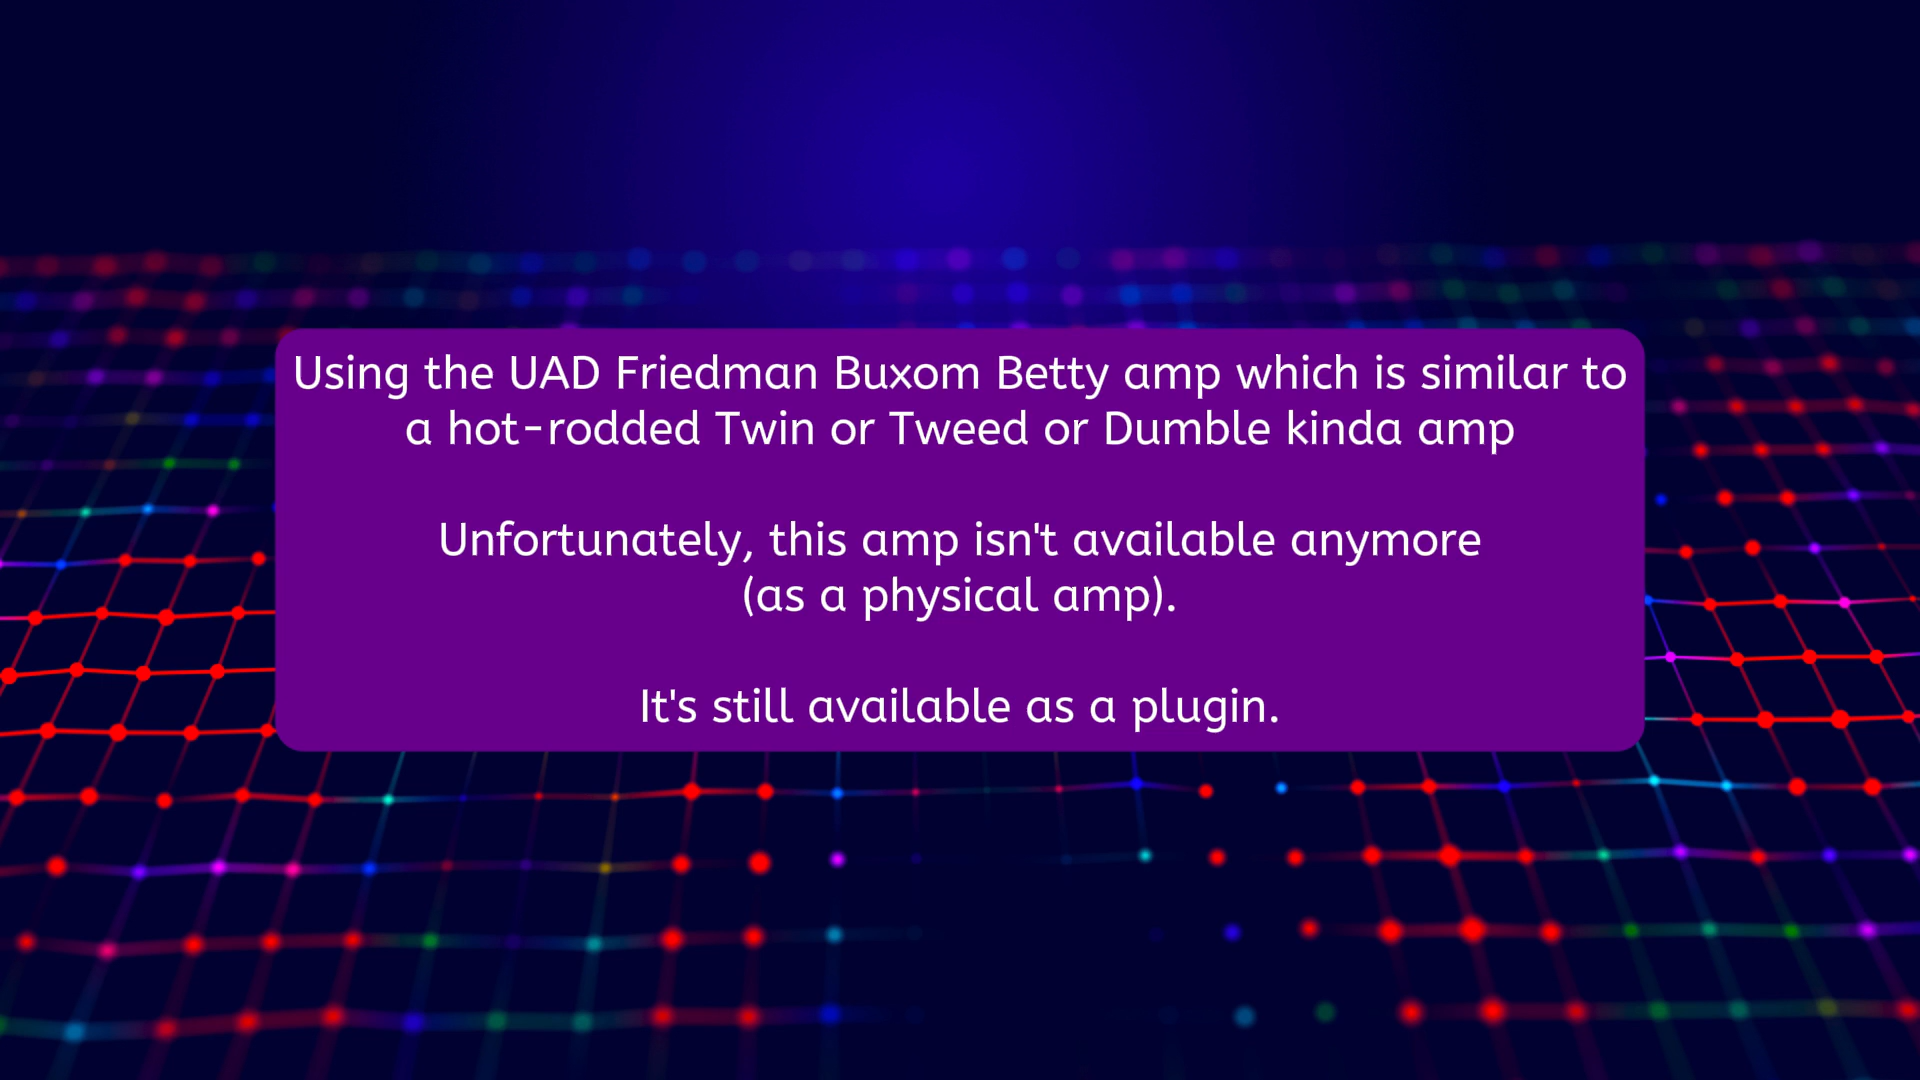 Using the UAD Friedman Buxom Betty amp which is similar to
a hot-rodded Twin or Tweed or Dumble kinda amp
Unfortunately, this amp isn't available anymore
(as a physical amp).
It's still available as a plugin.